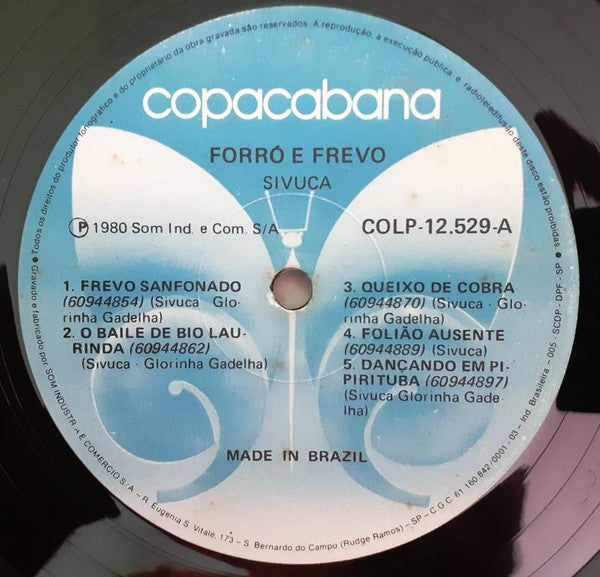 ● Todos os direitos do produtor fonográfico e do proprietário da obra gravada são reservados. A reprodução, a execução pública e radioteledifusão deste disco estão proibidas ●
copacabana
FORRÓ E FREVO
SIVUCA
Ⓟ 1980 Som Ind. e Com. S/A
COLP-12.529-A
1. FREVO SANFONADO
(60944854) (Sivuca - Glo-
rinha Gadelha)
2. O BAILE DE BIO LAU-
RINDA (60944862)
(Sivuca - Glorinha Gadelha)
3. QUEIXO DE COBRA
(60944870) (Sivuca - Glo-
rinha Gadelha)
4. FOLIÃO AUSENTE
(60944889) (Sivuca)
5. DANÇANDO EM PI-
PIRITUBA (60944897)
(Sivuca Glorinha Gade-
lha)
MADE IN BRAZIL
● Gravado e fabricado por SOM INDUSTRIA E COMERCIO S/A - R. Eugenia S. Vitale, 173 - S. Bernardo do Campo (Rudge Ramos) - SP - C.G.C 61.160.842/0001-03 - Ind. Brasileira - 005 - SCDP - DPF - SP ●